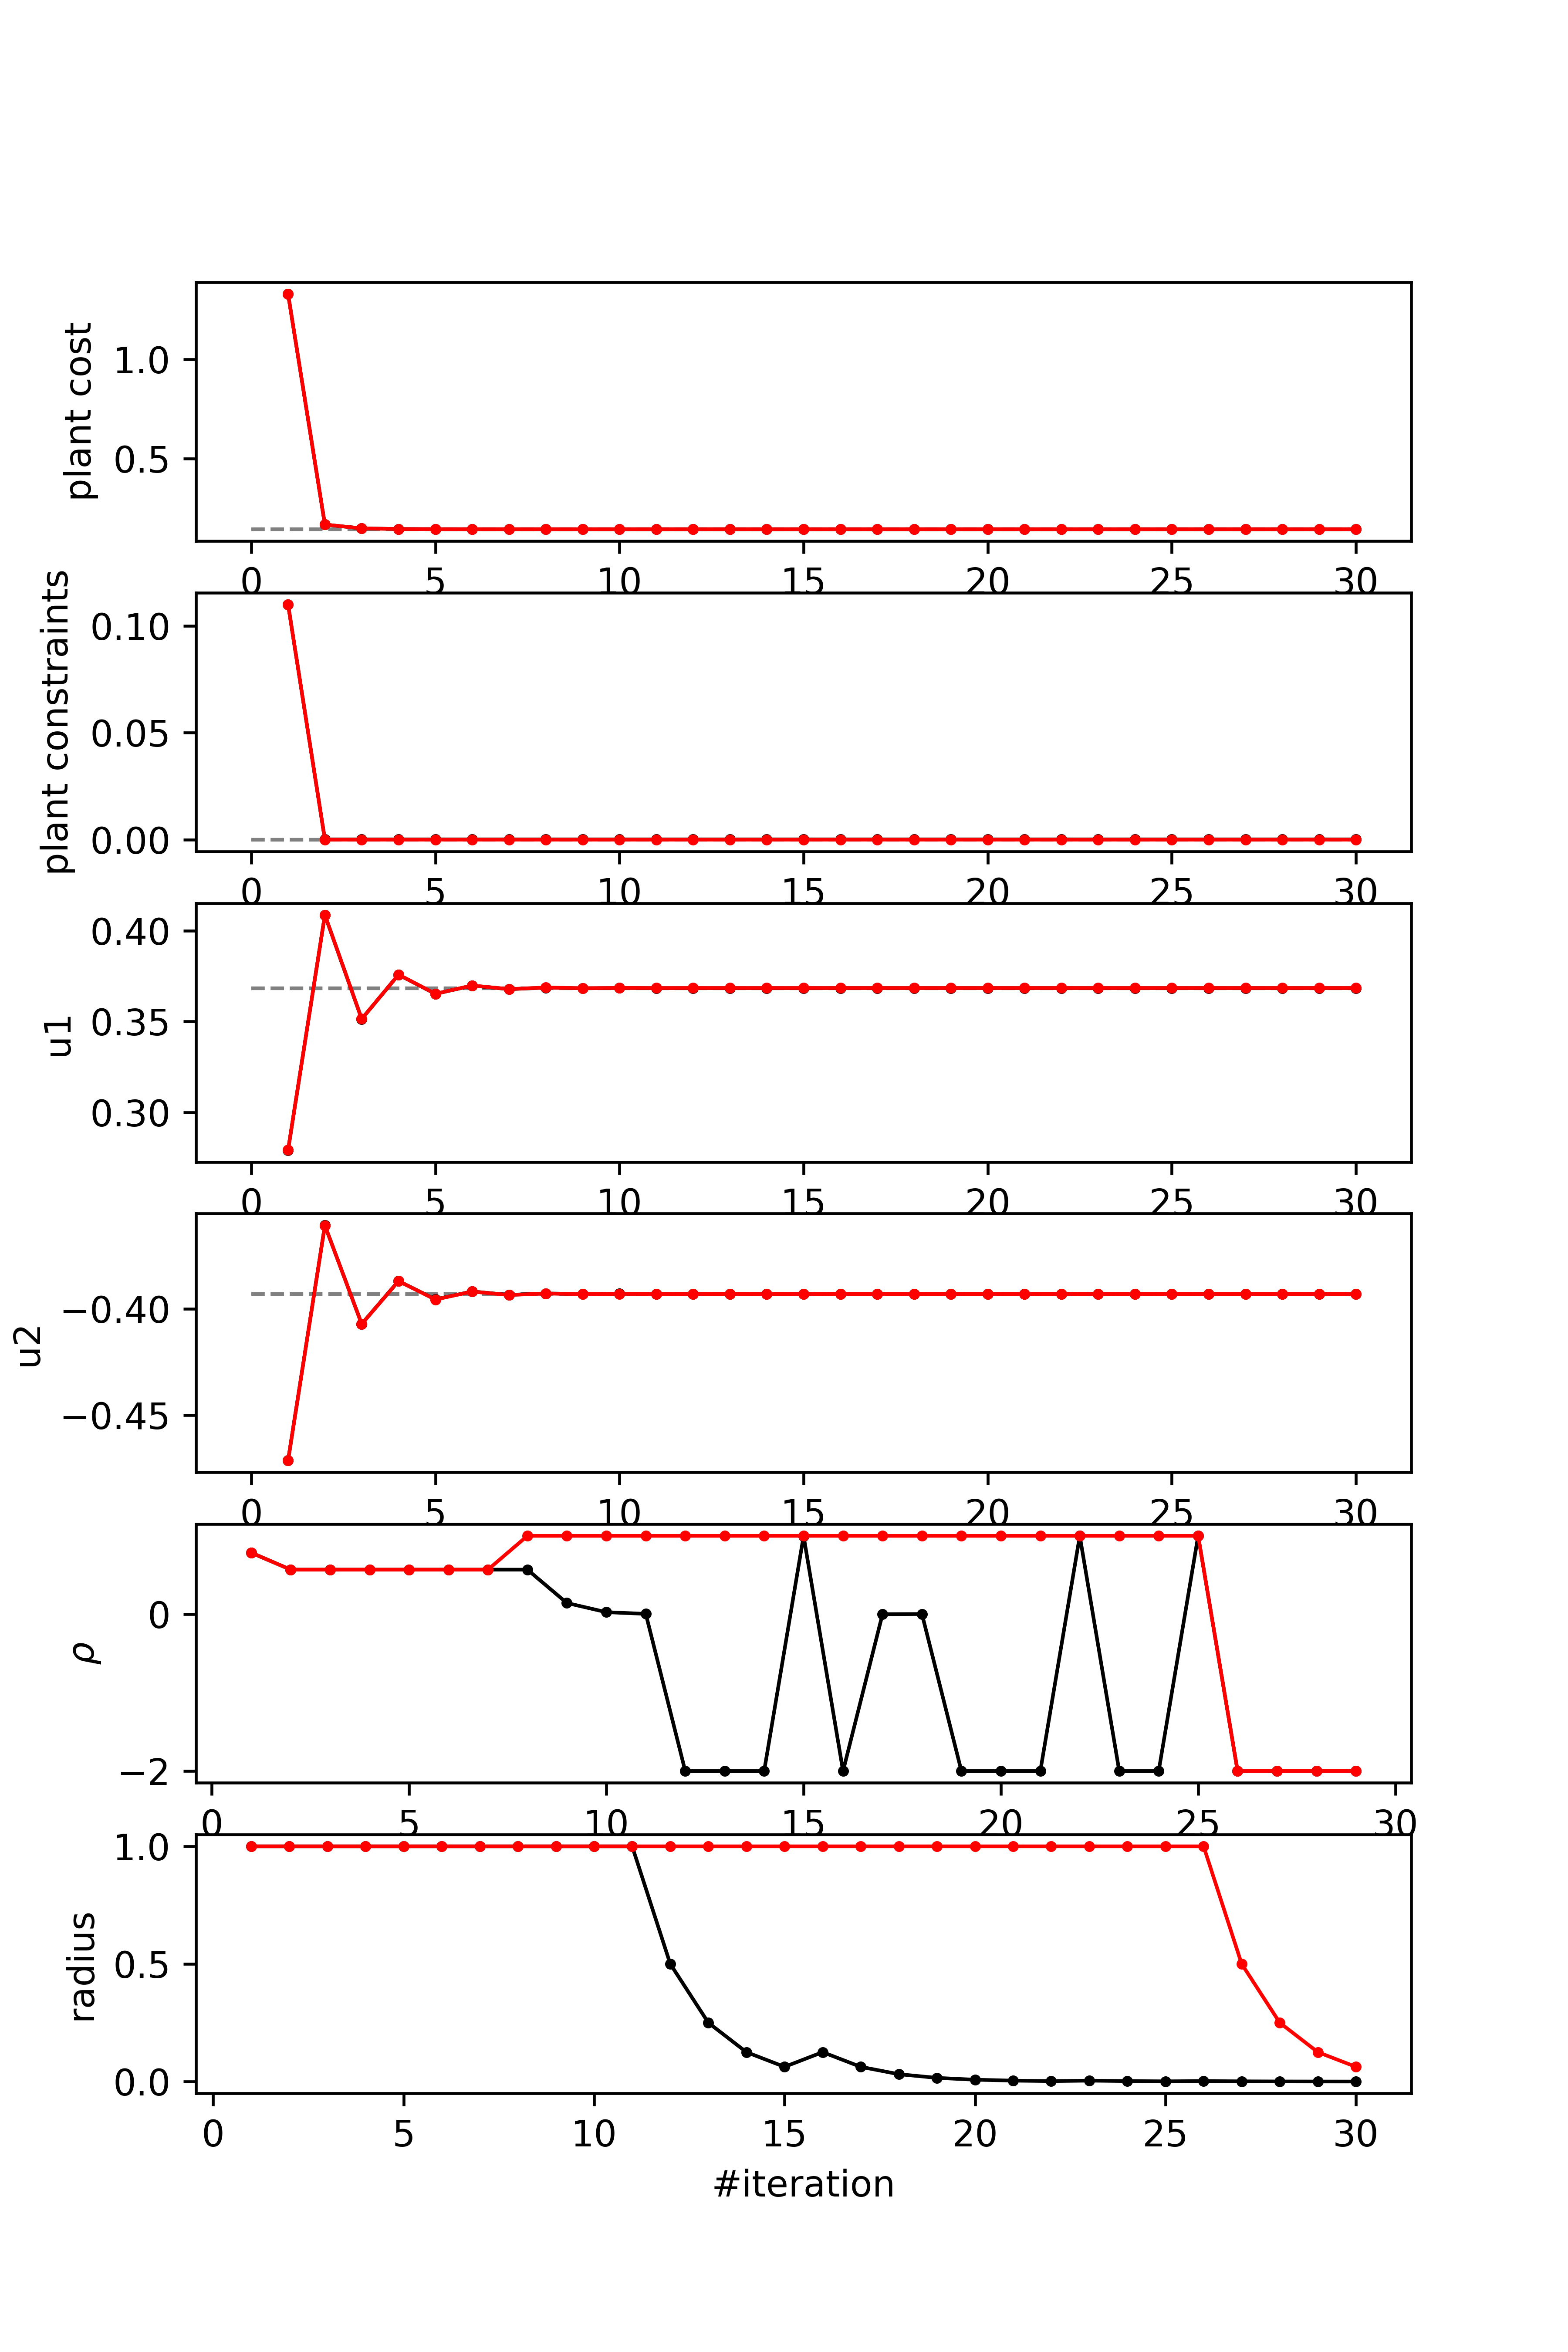 plant cost
1.0
0.5
0 5 10 15 20 25 30
plant constraints
0.10
0.05
0.00
0 5 10 15 20 25 30
u1
0.40
0.35
0.30
0 5 10 15 20 25 30
u2
−0.40
−0.45
0 5 10 15 20 25 30
ρ
0
−2
0 5 10 15 20 25 30
radius
1.0
0.5
0.0
0 5 10 15 20 25 30
#iteration